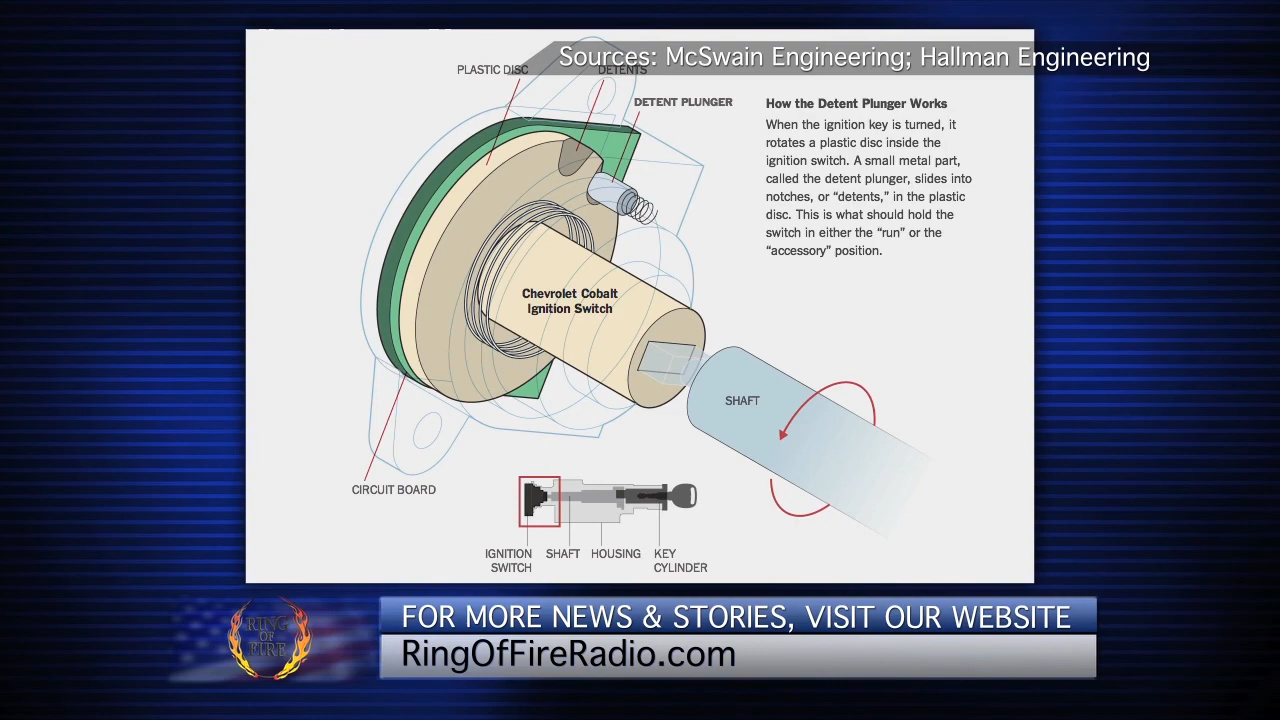 Sources: McSwain Engineering; Hallman Engineering
PLASTIC DISC
DETENTS
DETENT PLUNGER
How the Detent Plunger Works
When the ignition key is turned, it
rotates a plastic disc inside the
ignition switch. A small metal part,
called the detent plunger, slides into
notches, or “detents,” in the plastic
disc. This is what should hold the
switch in either the “run” or the
“accessory” position.
Chevrolet Cobalt
Ignition Switch
SHAFT
CIRCUIT BOARD
IGNITION
SWITCH
SHAFT
HOUSING
KEY
CYLINDER
RING
OF
FIRE
FOR MORE NEWS & STORIES, VISIT OUR WEBSITE
RingOfFireRadio.com